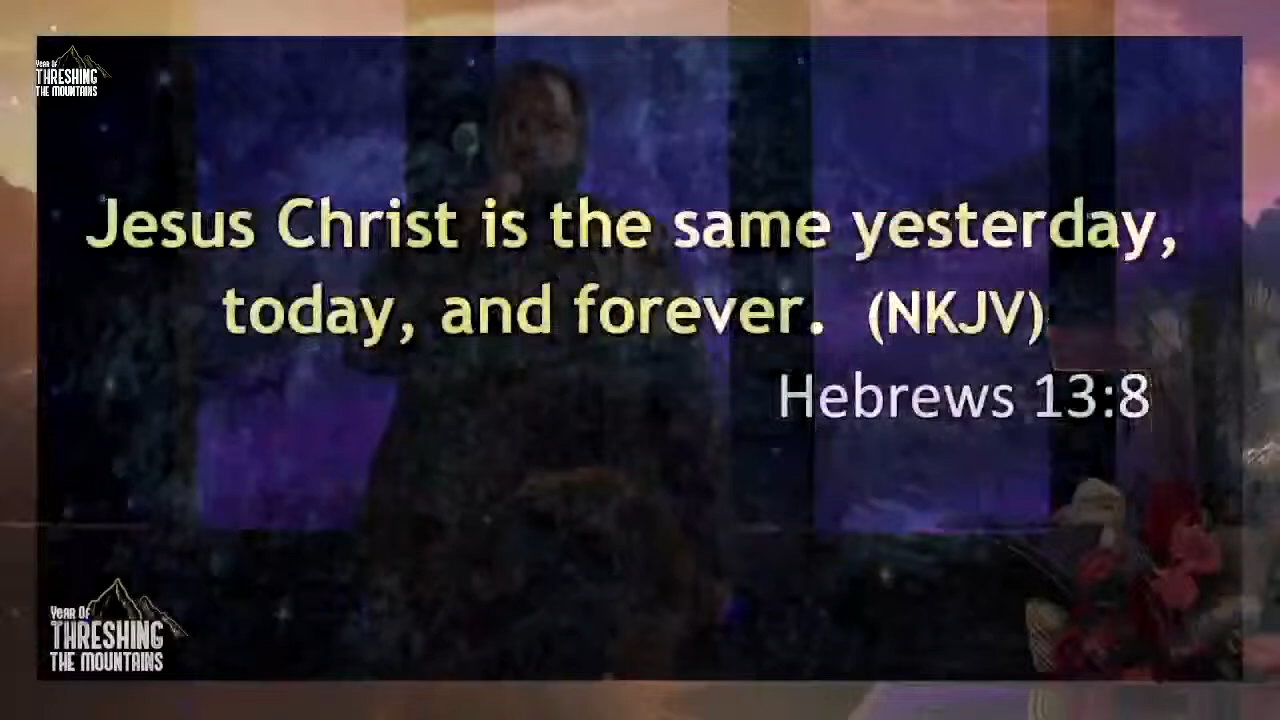 Year Of
THRESHING
THE MOUNTAINS
Jesus Christ is the same yesterday,
today, and forever. (NKJV)
Hebrews 13:8
Year Of
THRESHING
THE MOUNTAINS